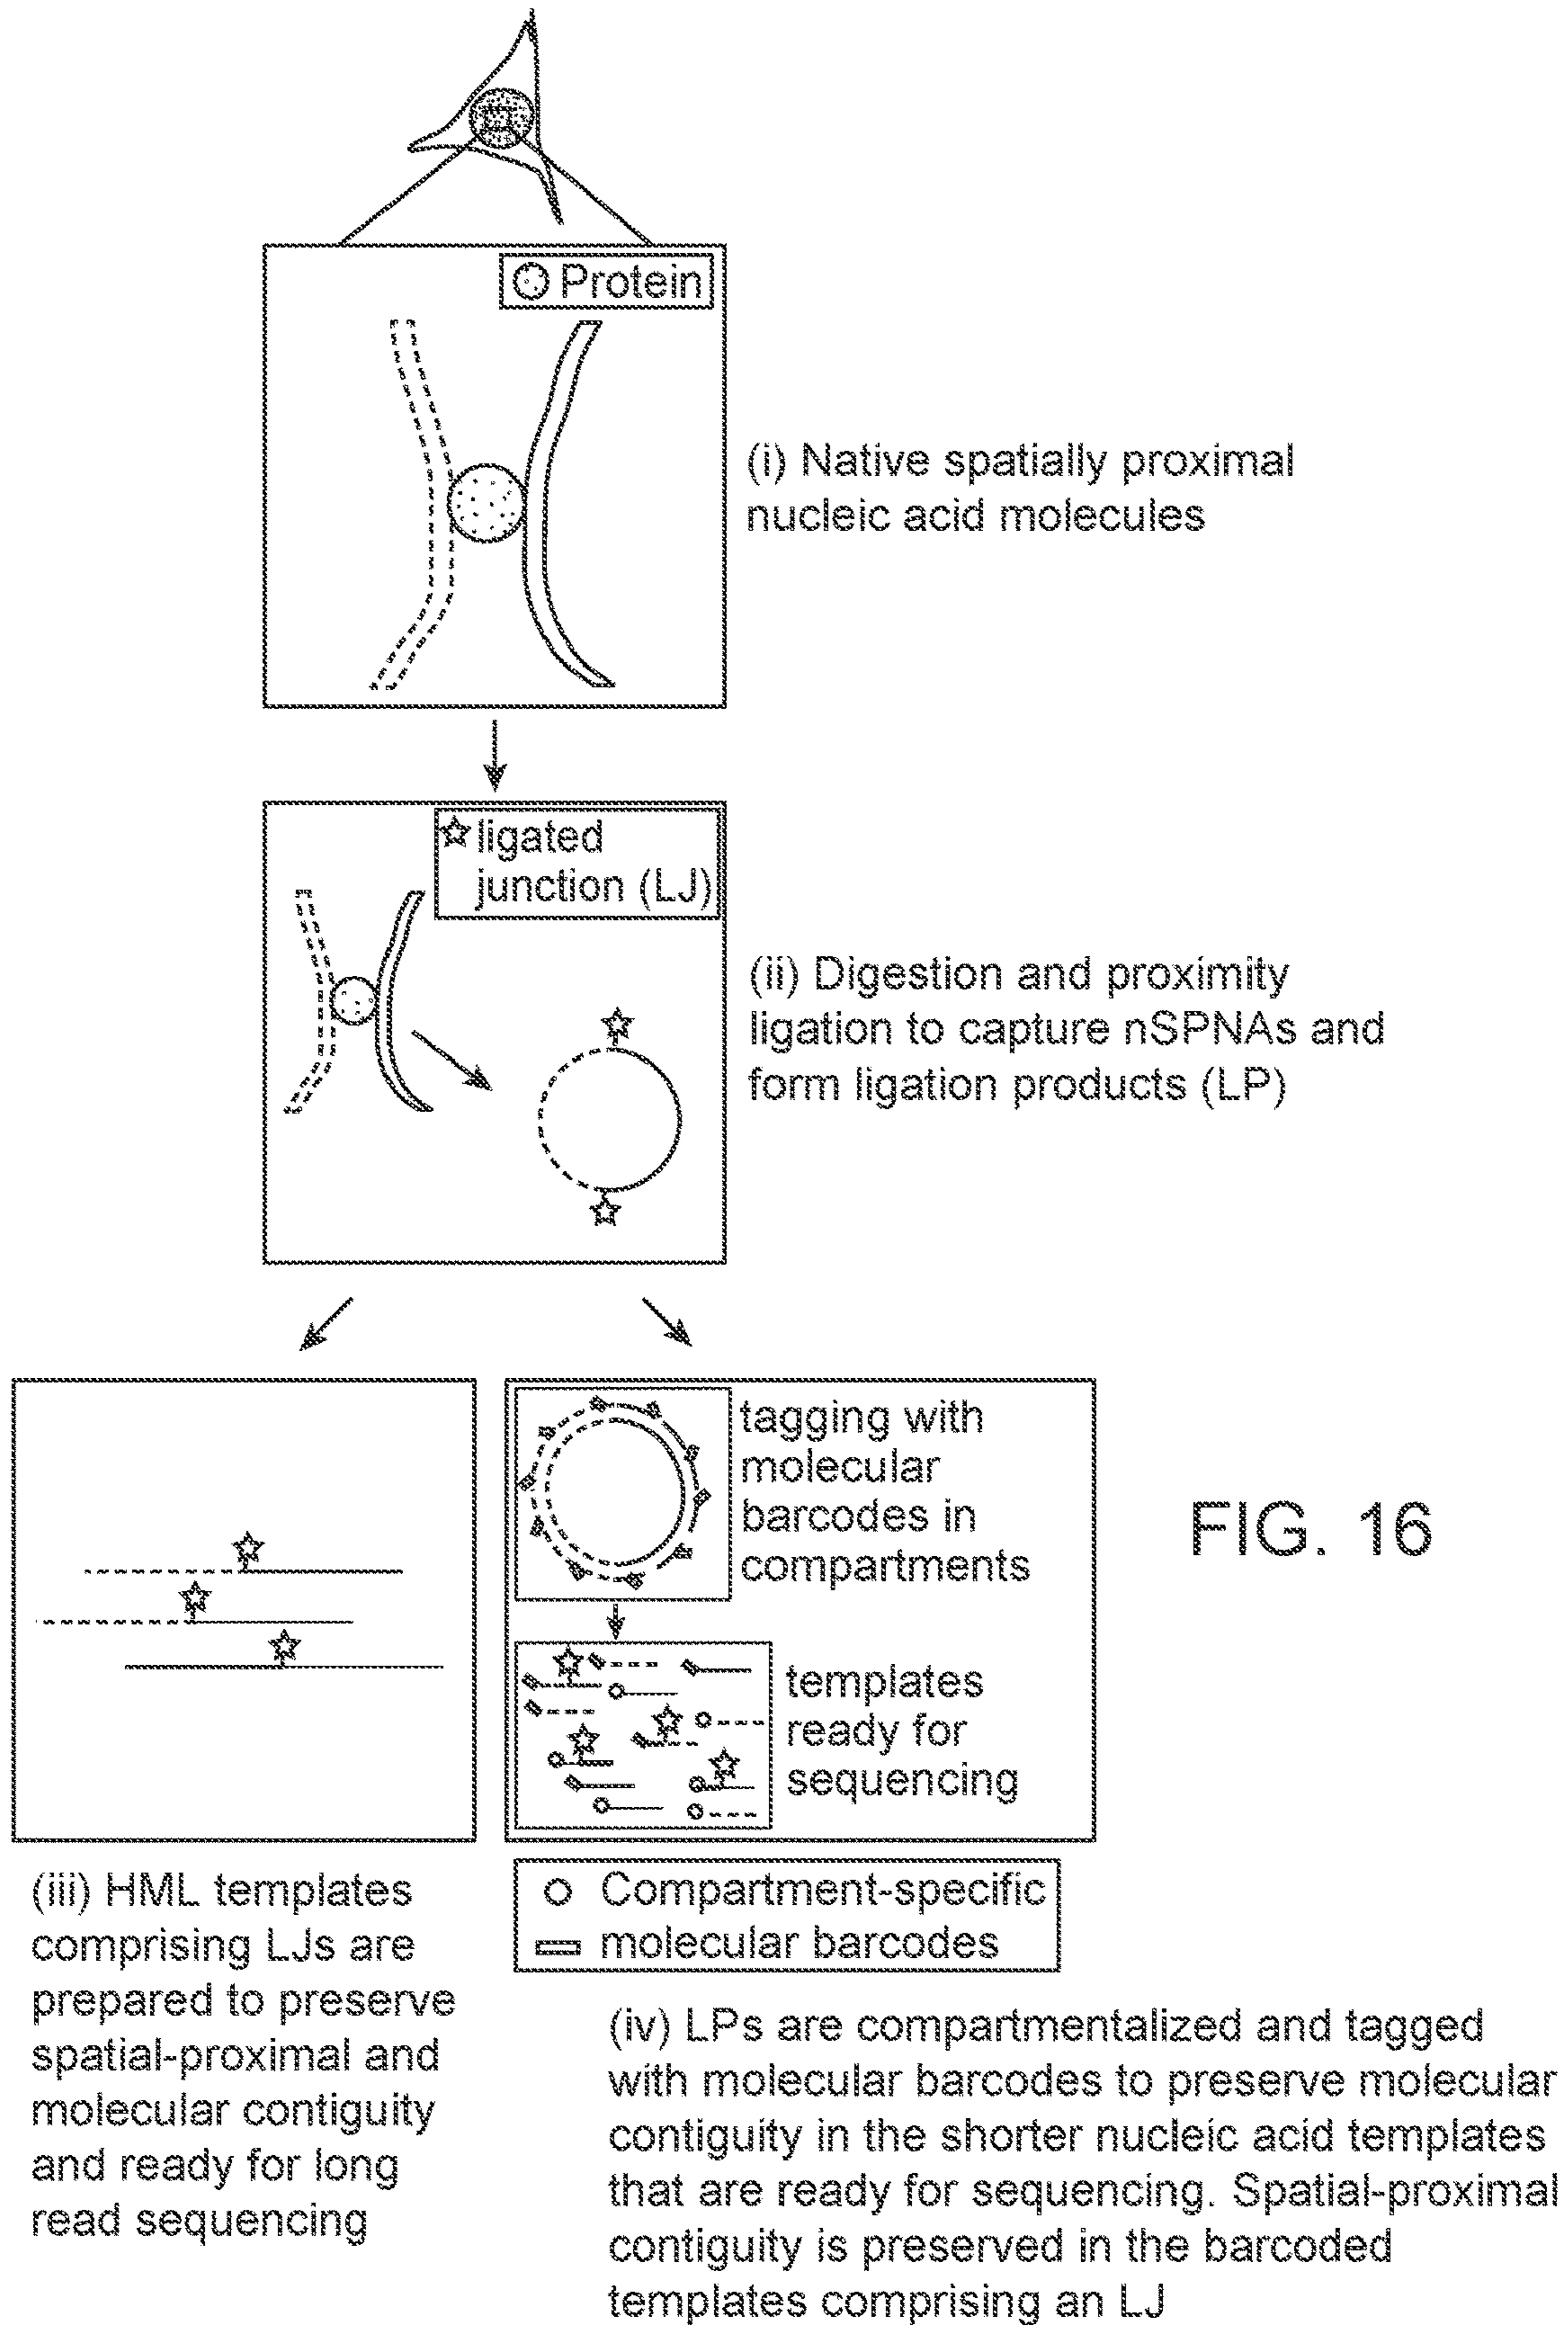 Protein
(i) Native spatially proximal
nucleic acid molecules
ligated
junction (LJ)
(ii) Digestion and proximity
ligation to capture nSPNAs and
form ligation products (LP)
tagging with
molecular
barcodes in
compartments
templates
ready for
sequencing
FIG. 16
(iii) HML templates
comprising LJs are
prepared to preserve
spatial-proximal and
molecular contiguity
and ready for long
read sequencing
Compartment-specific
molecular barcodes
(iv) LPs are compartmentalized and tagged
with molecular barcodes to preserve molecular
contiguity in the shorter nucleic acid templates
that are ready for sequencing. Spatial-proximal
contiguity is preserved in the barcoded
templates comprising an LJ